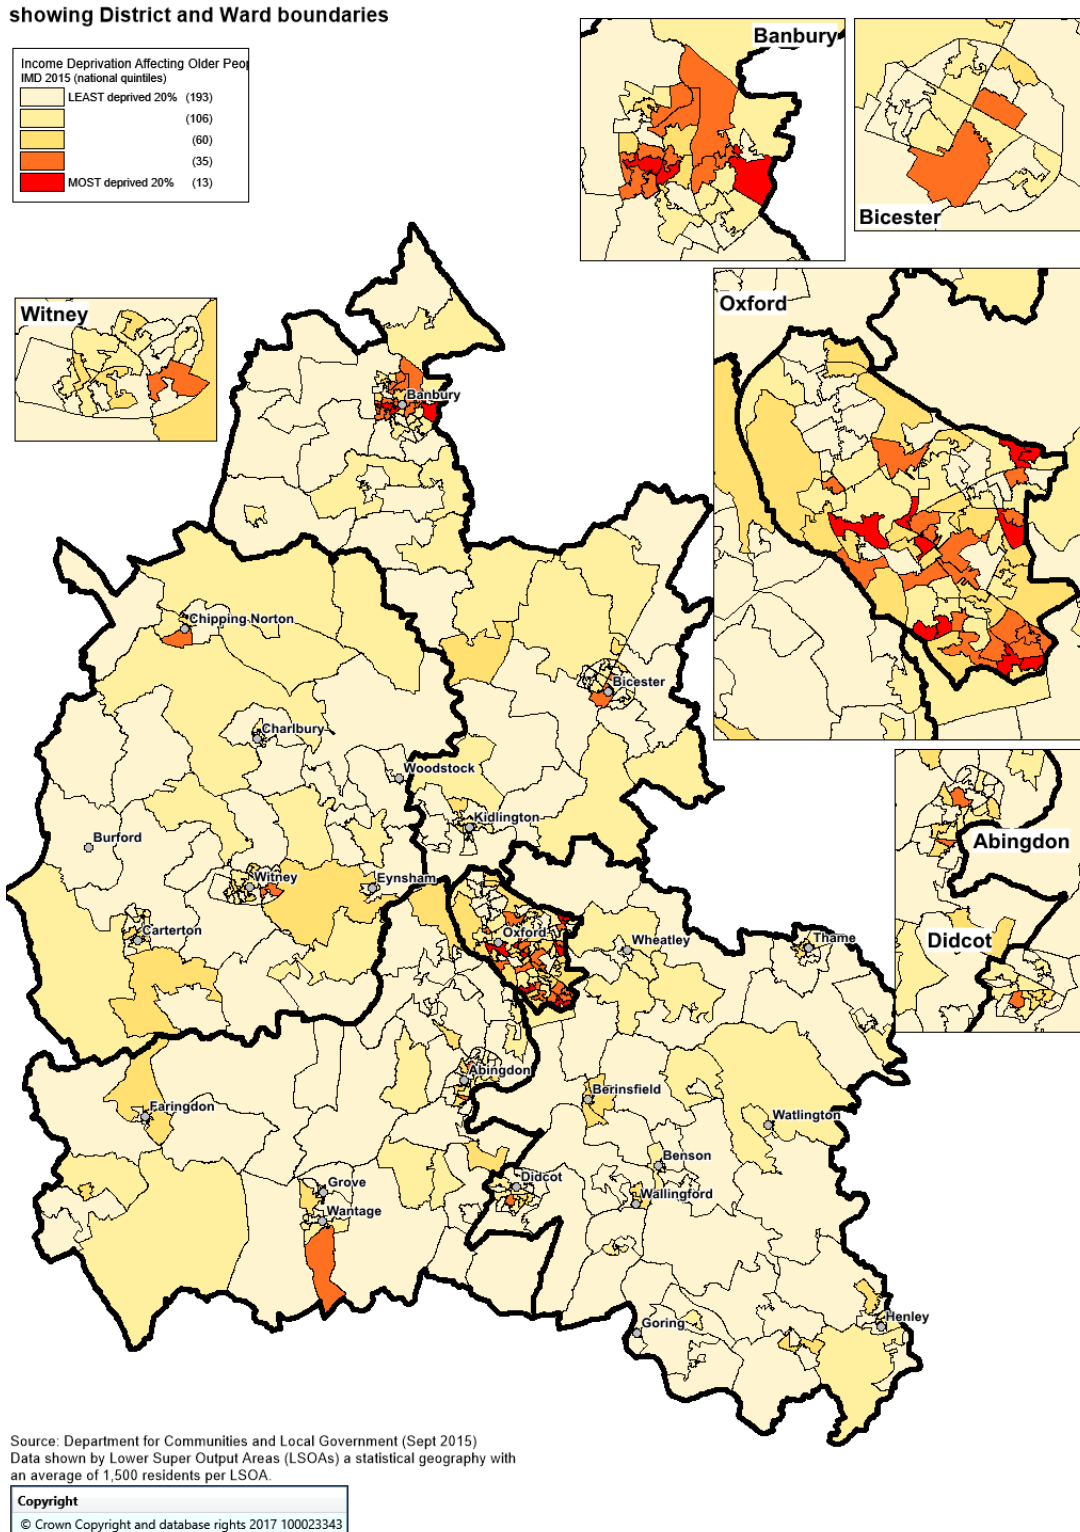 showing District and Ward boundaries
Income Deprivation Affecting Older Peo
IMD 2015 (national quintiles)
LEAST deprived 20% (193)
(106)
(60)
(35)
MOST deprived 20% (13)
Banbury
Bicester
Witney
Oxford
Abingdon
Didcot
Banbury
Chipping Norton
Bicester
Charlbury
Woodstock
Kidlington
Burford
Witney
Eynsham
Carterton
Oxford
Wheatley
Thame
Abingdon
Berinsfield
Faringdon
Watlington
Benson
Didcot
Grove
Wallingford
Wantage
Henley
Goring
Source: Department for Communities and Local Government (Sept 2015)
Data shown by Lower Super Output Areas (LSOAs) a statistical geography with
an average of 1,500 residents per LSOA.
Copyright
© Crown Copyright and database rights 2017 100023343